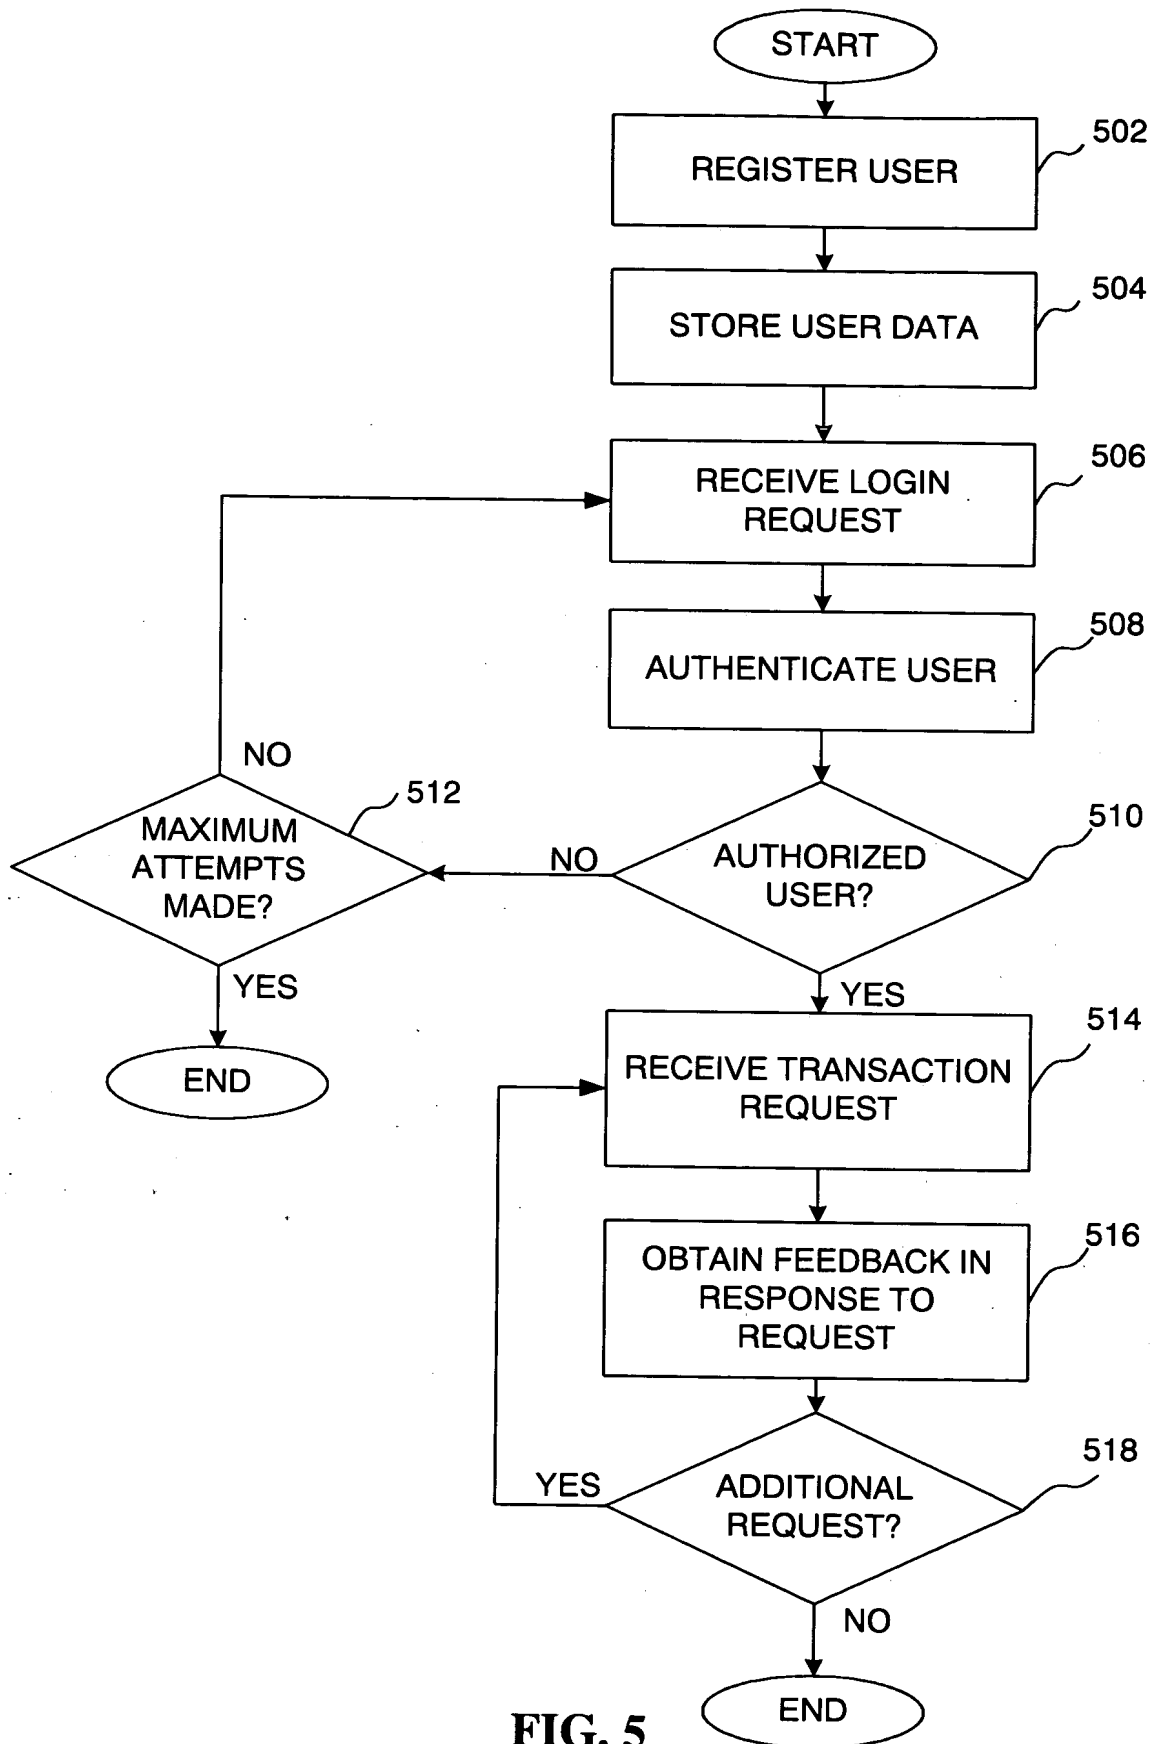 START
REGISTER USER
502
STORE USER DATA
504
RECEIVE LOGIN
REQUEST
506
AUTHENTICATE USER
508
AUTHORIZED
USER?
510
NO
MAXIMUM
ATTEMPTS
MADE?
512
NO
YES
END
YES
RECEIVE TRANSACTION
REQUEST
514
OBTAIN FEEDBACK IN
RESPONSE TO
REQUEST
516
ADDITIONAL
REQUEST?
518
YES
NO
END
FIG. 5